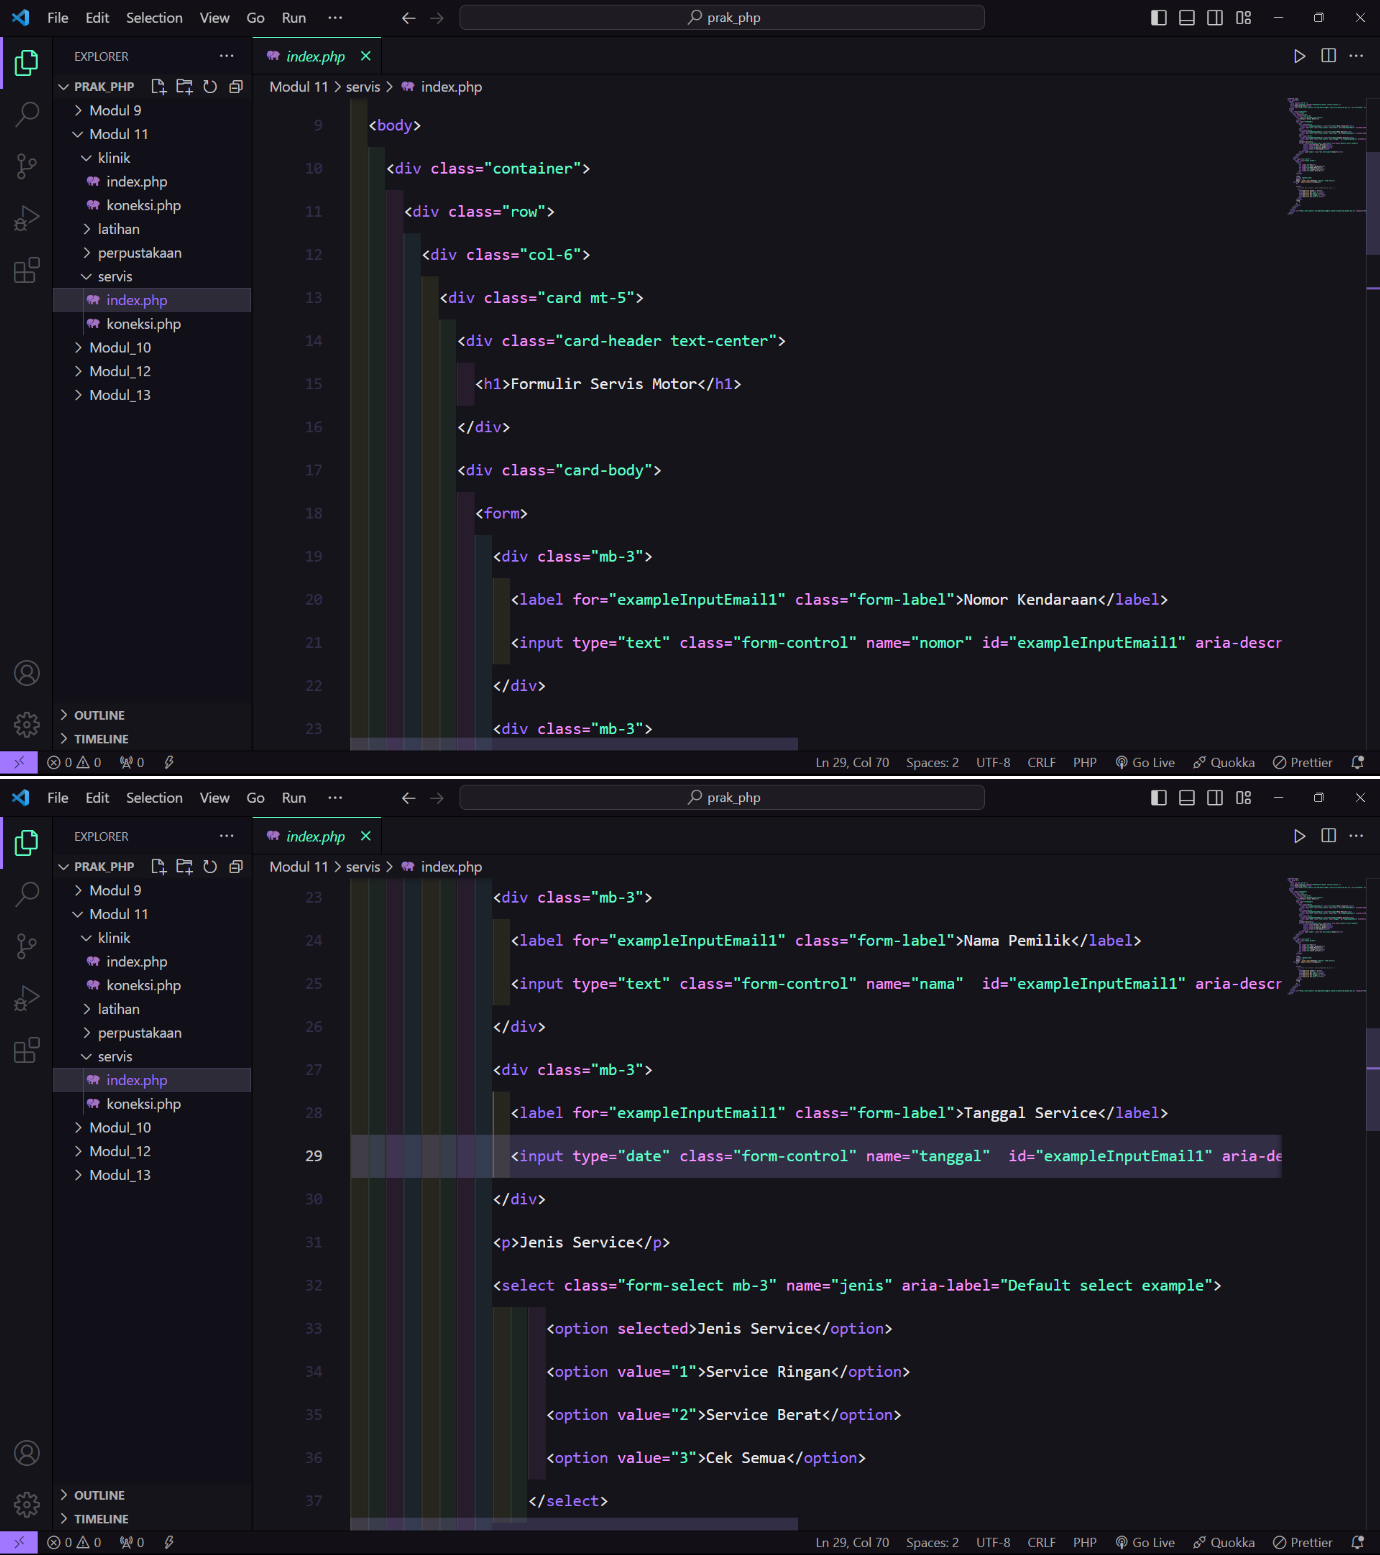 File Edit Selection View Go Run ··· prak_php
EXPLORER ··· index.php
PRAK_PHP
Modul 11 > servis > index.php
Modul 9
Modul 11
klinik
index.php
koneksi.php
latihan
perpustakaan
servis
index.php
koneksi.php
Modul_10
Modul_12
Modul_13
OUTLINE
TIMELINE
9 <body>
10 <div class="container">
11 <div class="row">
12 <div class="col-6">
13 <div class="card mt-5">
14 <div class="card-header text-center">
15 <h1>Formulir Servis Motor</h1>
16 </div>
17 <div class="card-body">
18 <form>
19 <div class="mb-3">
20 <label for="exampleInputEmail1" class="form-label">Nomor Kendaraan</label>
21 <input type="text" class="form-control" name="nomor" id="exampleInputEmail1" aria-descr
22 </div>
23 <div class="mb-3">
0 0 0 Ln 29, Col 70 Spaces: 2 UTF-8 CRLF PHP Go Live Quokka Prettier
File Edit Selection View Go Run ··· prak_php
EXPLORER ··· index.php
PRAK_PHP
Modul 11 > servis > index.php
Modul 9
Modul 11
klinik
index.php
koneksi.php
latihan
perpustakaan
servis
index.php
koneksi.php
Modul_10
Modul_12
Modul_13
OUTLINE
TIMELINE
23 <div class="mb-3">
24 <label for="exampleInputEmail1" class="form-label">Nama Pemilik</label>
25 <input type="text" class="form-control" name="nama"  id="exampleInputEmail1" aria-descr
26 </div>
27 <div class="mb-3">
28 <label for="exampleInputEmail1" class="form-label">Tanggal Service</label>
29 <input type="date" class="form-control" name="tanggal"  id="exampleInputEmail1" aria-de
30 </div>
31 <p>Jenis Service</p>
32 <select class="form-select mb-3" name="jenis" aria-label="Default select example">
33 <option selected>Jenis Service</option>
34 <option value="1">Service Ringan</option>
35 <option value="2">Service Berat</option>
36 <option value="3">Cek Semua</option>
37 </select>
0 0 0 Ln 29, Col 70 Spaces: 2 UTF-8 CRLF PHP Go Live Quokka Prettier